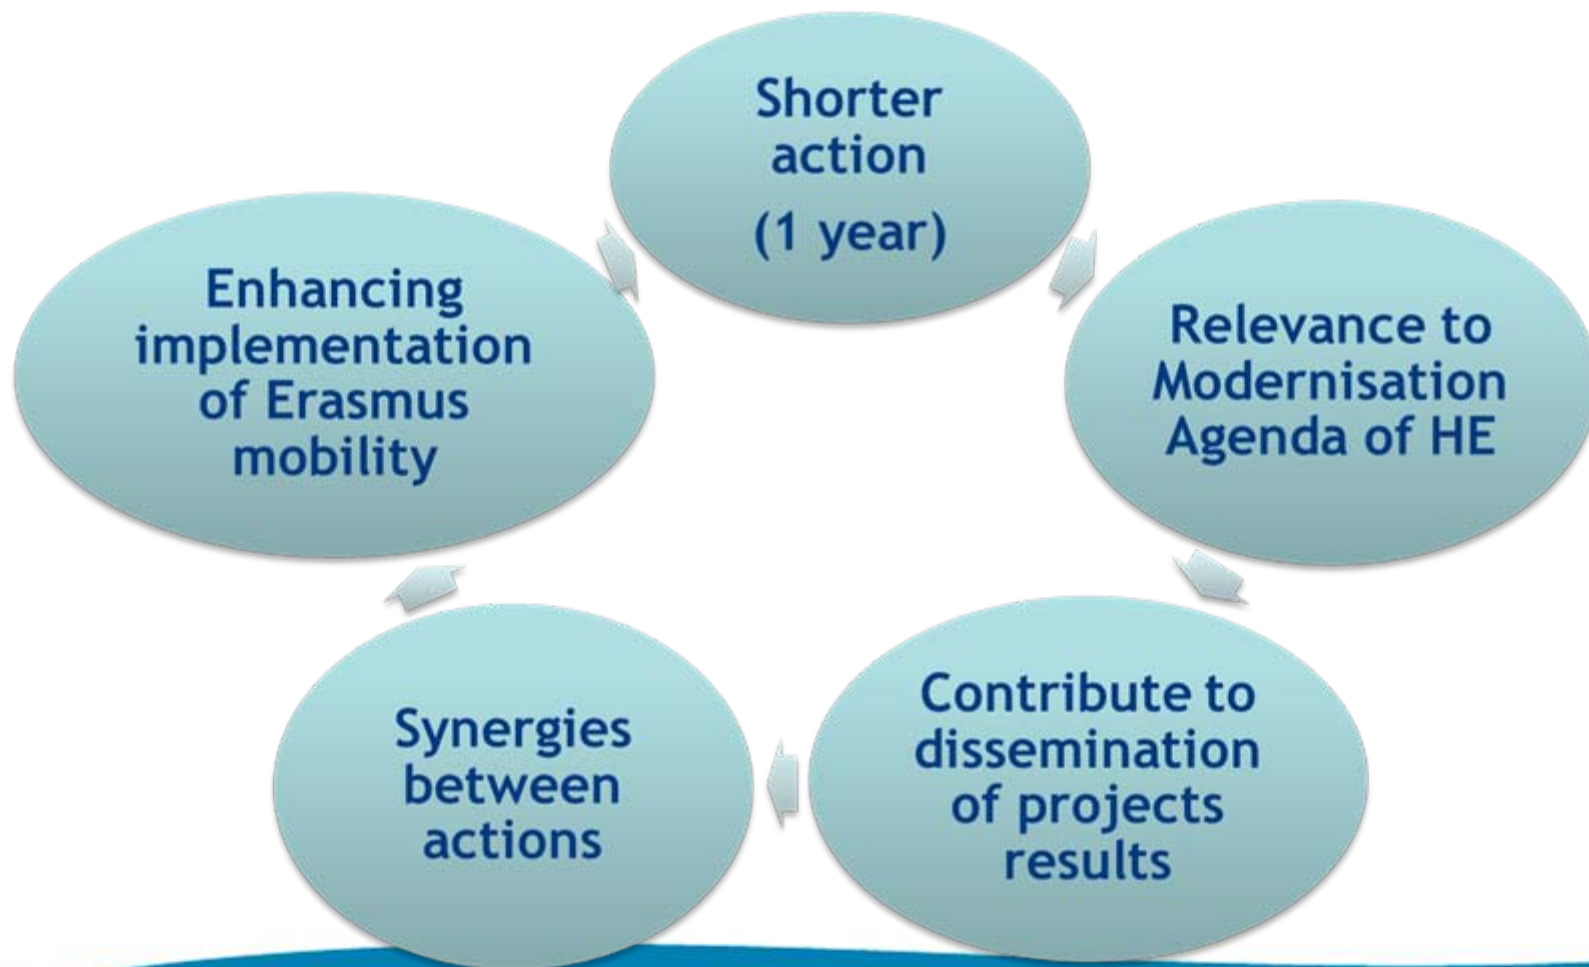 Shorter
action
(1 year)
Relevance to
Modernisation
Agenda of HE
Contribute to
dissemination
of projects
results
Synergies
between
actions
Enhancing
implementation
of Erasmus
mobility